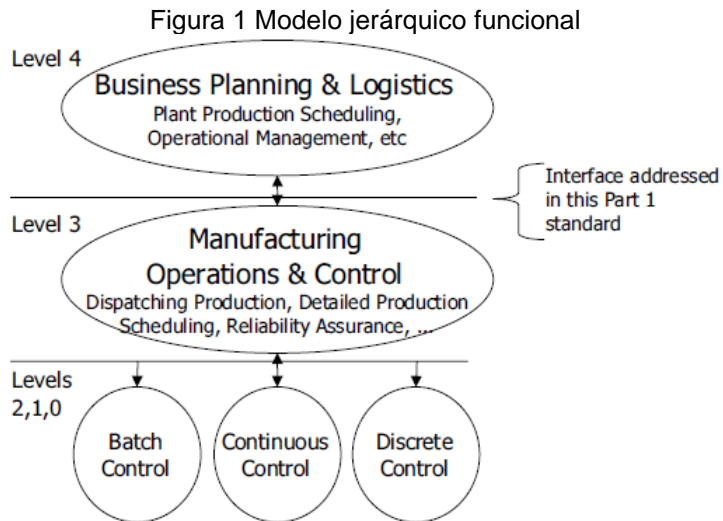 Figura 1 Modelo jerárquico funcional
Level 4
Business Planning & Logistics
Plant Production Scheduling,
Operational Management, etc
Interface addressed
in this Part 1
standard
Level 3
Manufacturing
Operations & Control
Dispatching Production, Detailed Production
Scheduling, Reliability Assurance, ...
Levels
2,1,0
Batch
Control
Continuous
Control
Discrete
Control